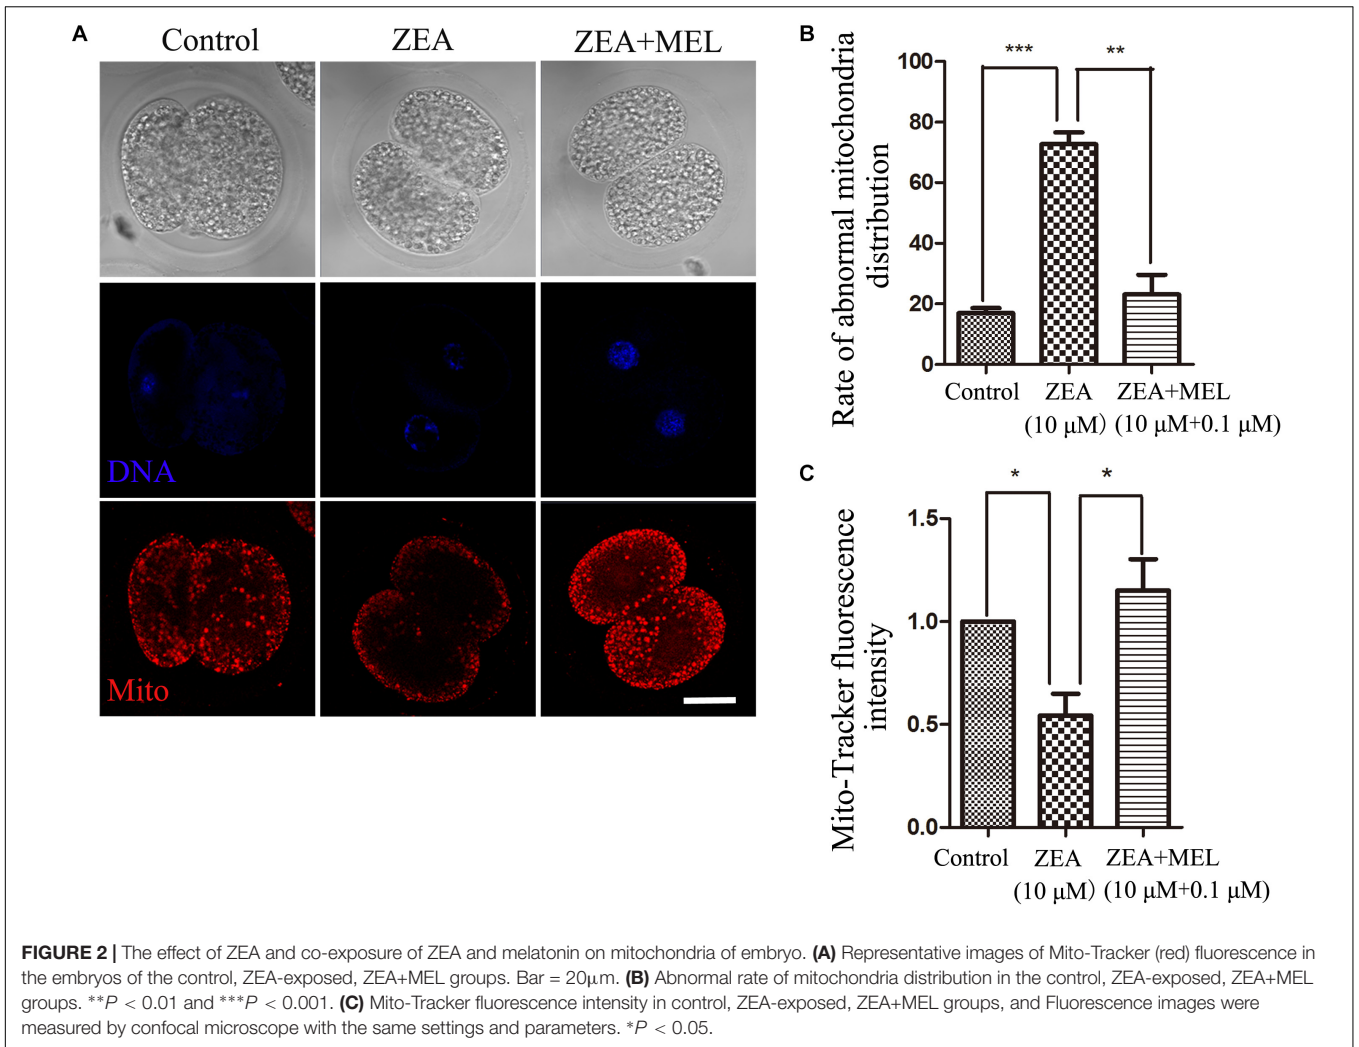 A
Control
ZEA
ZEA+MEL
DNA
Mito
B
Rate of abnormal mitochondria
distribution
100
80
60
40
20
0
***
**
Control
ZEA
ZEA+MEL
(10 μM)
(10 μM+0.1 μM)
C
Mito-Tracker fluorescence
intensity
1.5
1.0
0.5
0.0
*
*
Control
ZEA
ZEA+MEL
(10 μM)
(10 μM+0.1 μM)
FIGURE 2 | The effect of ZEA and co-exposure of ZEA and melatonin on mitochondria of embryo. (A) Representative images of Mito-Tracker (red) fluorescence in
the embryos of the control, ZEA-exposed, ZEA+MEL groups. Bar = 20μm. (B) Abnormal rate of mitochondria distribution in the control, ZEA-exposed, ZEA+MEL
groups. **P < 0.01 and ***P < 0.001. (C) Mito-Tracker fluorescence intensity in control, ZEA-exposed, ZEA+MEL groups, and Fluorescence images were
measured by confocal microscope with the same settings and parameters. *P < 0.05.